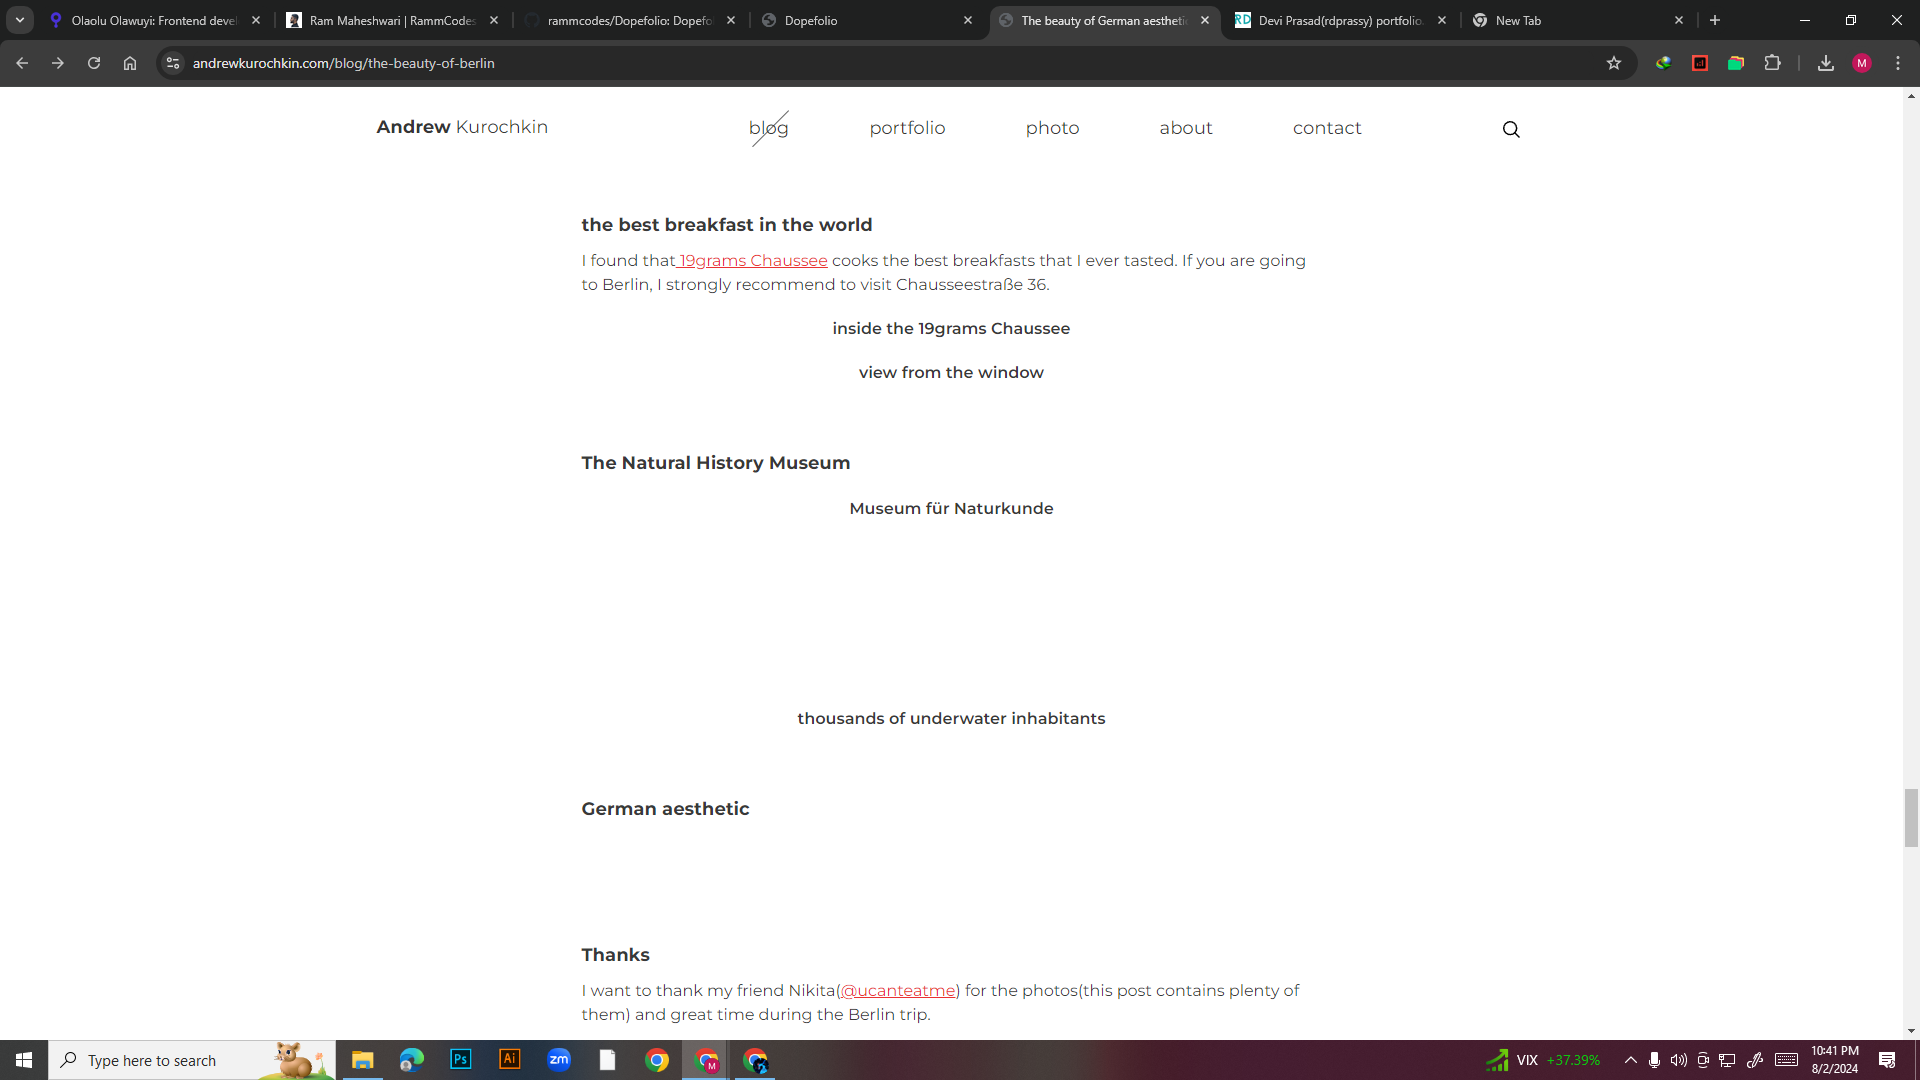 Olaolu Olawuyi: Frontend devel
Ram Maheshwari | RammCodes
rammcodes/Dopefolio: Dopefol
Dopefolio
The beauty of German aesthetic
Devi Prasad(rdprassy) portfolio.
New Tab
andrewkurochkin.com/blog/the-beauty-of-berlin
M
Andrew Kurochkin
blog
portfolio
photo
about
contact
the best breakfast in the world
I found that 19grams Chaussee cooks the best breakfasts that I ever tasted. If you are going
to Berlin, I strongly recommend to visit Chausseestraße 36.
inside the 19grams Chaussee
view from the window
The Natural History Museum
Museum für Naturkunde
thousands of underwater inhabitants
German aesthetic
Thanks
I want to thank my friend Nikita(@ucanteatme) for the photos(this post contains plenty of
them) and great time during the Berlin trip.
Type here to search
Ps
Ai
zm
M
VIX +37.39%
10:41 PM
8/2/2024